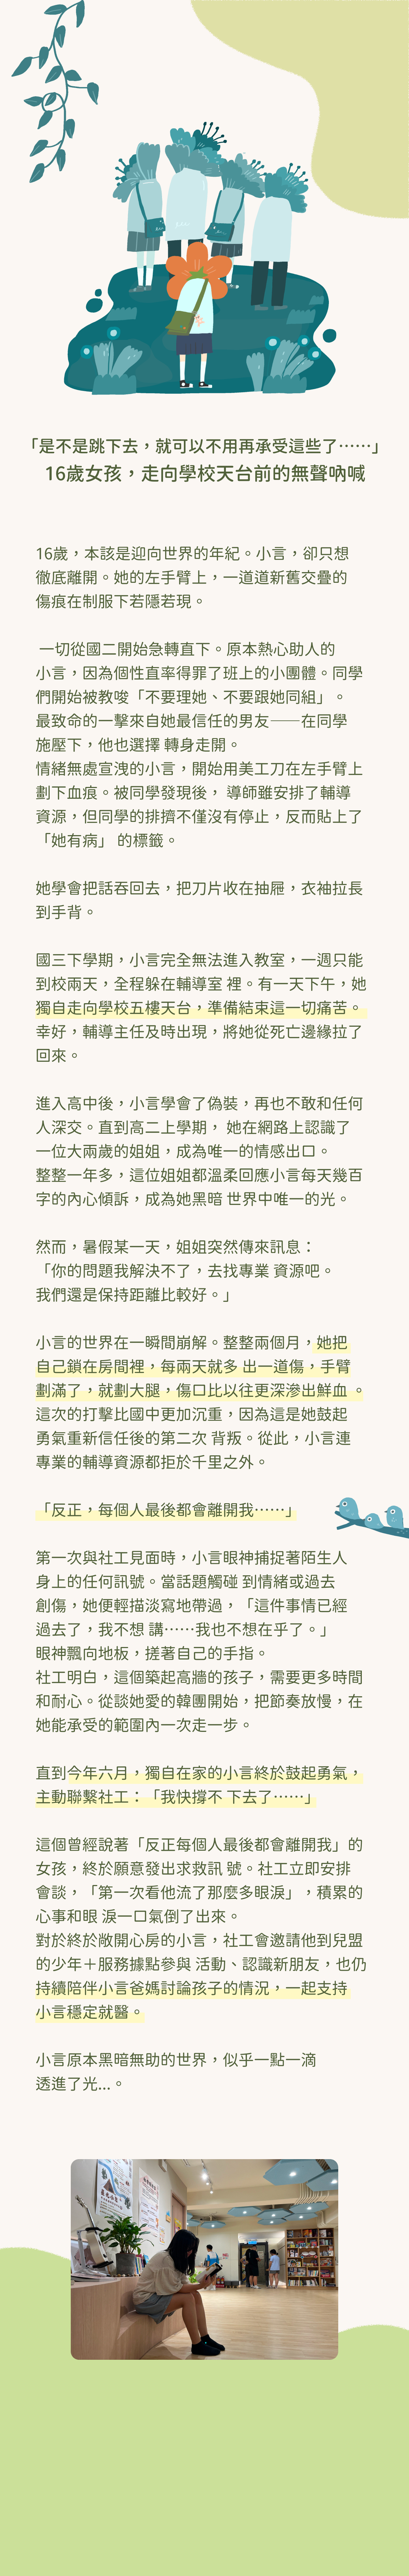 「是不是跳下去，就可以不用再承受這些了……」
16歲女孩，走向學校天台前的無聲吶喊
16歲，本該是迎向世界的年紀。小言，卻只想
徹底離開。她的左手臂上，一道道新舊交疊的
傷痕在制服下若隱若現。
一切從國二開始急轉直下。原本熱心助人的
小言，因為個性直率得罪了班上的小團體。同學
們開始被教唆「不要理她、不要跟她同組」。
最致命的一擊來自她最信任的男友——在同學
施壓下，他也選擇 轉身走開。
情緒無處宣洩的小言，開始用美工刀在左手臂上
劃下血痕。被同學發現後， 導師雖安排了輔導
資源，但同學的排擠不僅沒有停止，反而貼上了
「她有病」 的標籤。
她學會把話吞回去，把刀片收在抽屜，衣袖拉長
到手背。
國三下學期，小言完全無法進入教室，一週只能
到校兩天，全程躲在輔導室 裡。有一天下午，她
獨自走向學校五樓天台，準備結束這一切痛苦。
幸好，輔導主任及時出現，將她從死亡邊緣拉了
回來。
進入高中後，小言學會了偽裝，再也不敢和任何
人深交。直到高二上學期， 她在網路上認識了
一位大兩歲的姐姐，成為唯一的情感出口。
整整一年多，這位姐姐都溫柔回應小言每天幾百
字的內心傾訴，成為她黑暗 世界中唯一的光。
然而，暑假某一天，姐姐突然傳來訊息：
「你的問題我解決不了，去找專業 資源吧。
我們還是保持距離比較好。」
小言的世界在一瞬間崩解。整整兩個月，她把
自己鎖在房間裡，每兩天就多 出一道傷，手臂
劃滿了，就劃大腿，傷口比以往更深滲出鮮血 。
這次的打擊比國中更加沉重，因為這是她鼓起
勇氣重新信任後的第二次 背叛。從此，小言連
專業的輔導資源都拒於千里之外。
「反正，每個人最後都會離開我……」
第一次與社工見面時，小言眼神捕捉著陌生人
身上的任何訊號。當話題觸碰 到情緒或過去
創傷，她便輕描淡寫地帶過，「這件事情已經
過去了，我不想 講……我也不想在乎了。」
眼神飄向地板，搓著自己的手指。
社工明白，這個築起高牆的孩子，需要更多時間
和耐心。從談她愛的韓團開始，把節奏放慢，在
她能承受的範圍內一次走一步。
直到今年六月，獨自在家的小言終於鼓起勇氣，
主動聯繫社工：「我快撐不 下去了……」
這個曾經說著「反正每個人最後都會離開我」的
女孩，終於願意發出求救訊 號。社工立即安排
會談，「第一次看他流了那麼多眼淚」，積累的
心事和眼 淚一口氣倒了出來。
對於終於敞開心房的小言，社工會邀請他到兒盟
的少年＋服務據點參與 活動、認識新朋友，也仍
持續陪伴小言爸媽討論孩子的情況，一起支持
小言穩定就醫。
小言原本黑暗無助的世界，似乎一點一滴
透進了光...。